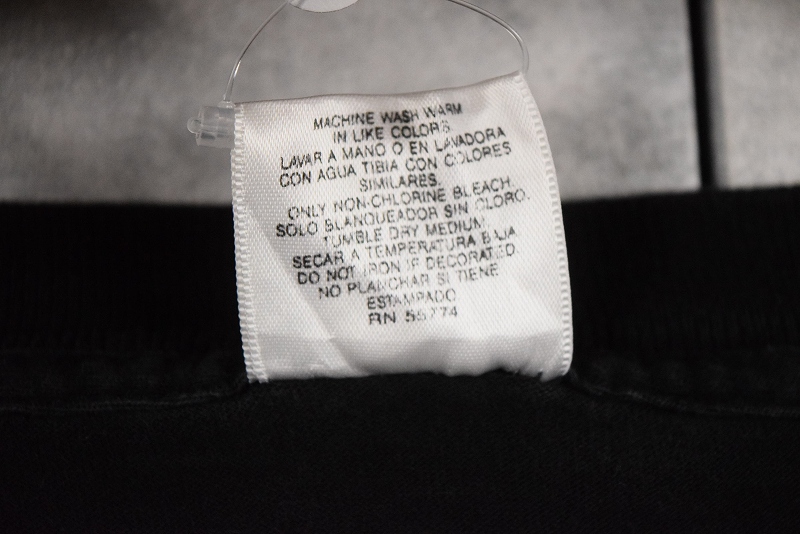 MACHINE WASH WARM
IN LIKE COLORS
LAVAR A MANO O EN LAVADORA
CON AGUA TIBIA CON COLORES
SIMILARES.
ONLY NON-CHLORINE BLEACH.
SOLO BLANQUEADOR SIN CLORO.
TUMBLE DRY MEDIUM
SECAR A TEMPERATURA BAJA
DO NOT IRON IF DECORATED
NO PLANCHAR SI TIENE
ESTAMPADO
RN 55774